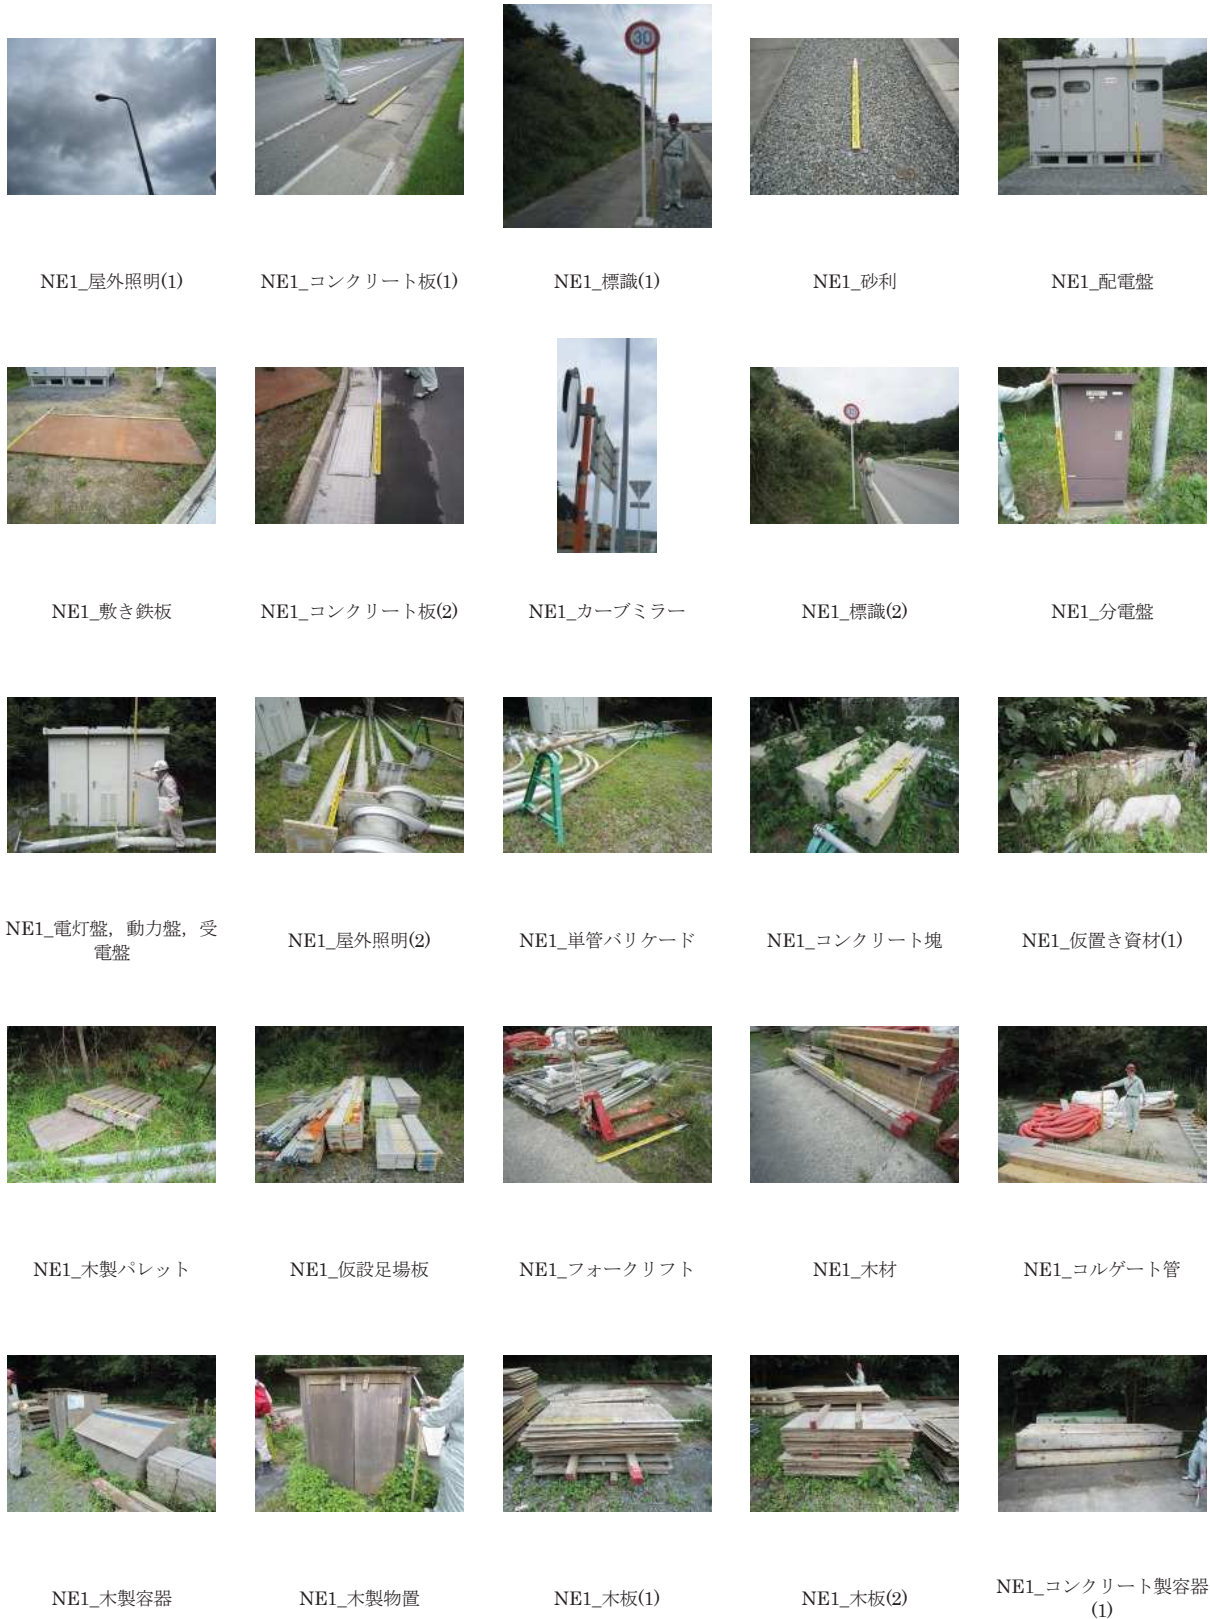 30
NE1_屋外照明(1)
NE1_コンクリート板(1)
NE1_標識(1)
NE1_砂利
NE1_配電盤
NE1_敷き鉄板
NE1_コンクリート板(2)
NE1_カーブミラー
NE1_標識(2)
NE1_分電盤
NE1_電灯盤，動力盤，受
電盤
NE1_屋外照明(2)
NE1_単管バリケード
NE1_コンクリート塊
NE1_仮置き資材(1)
NE1_木製パレット
NE1_仮設足場板
NE1_フォークリフト
NE1_木材
NE1_コルゲート管
NE1_木製容器
NE1_木製物置
NE1_木板(1)
NE1_木板(2)
NE1_コンクリート製容器
(1)